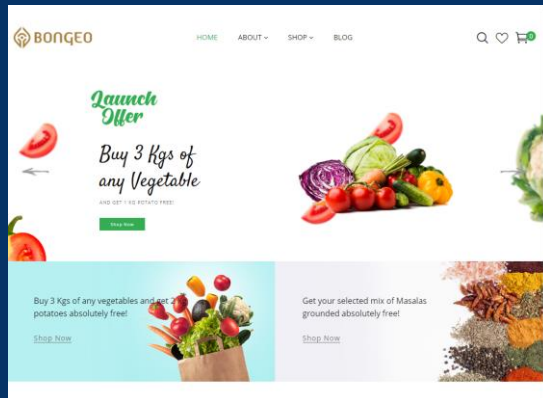 BONGEO
HOME ABOUT SHOP BLOG
0
Launch
Offer
Buy 3 Kgs of
any Vegetable
AND GET 1 KG POTATO FREE!
Shop Now
Buy 3 Kgs of any vegetables and get 2
potatoes absolutely free!
Shop Now
Get your selected mix of Masalas
grounded absolutely free!
Shop Now